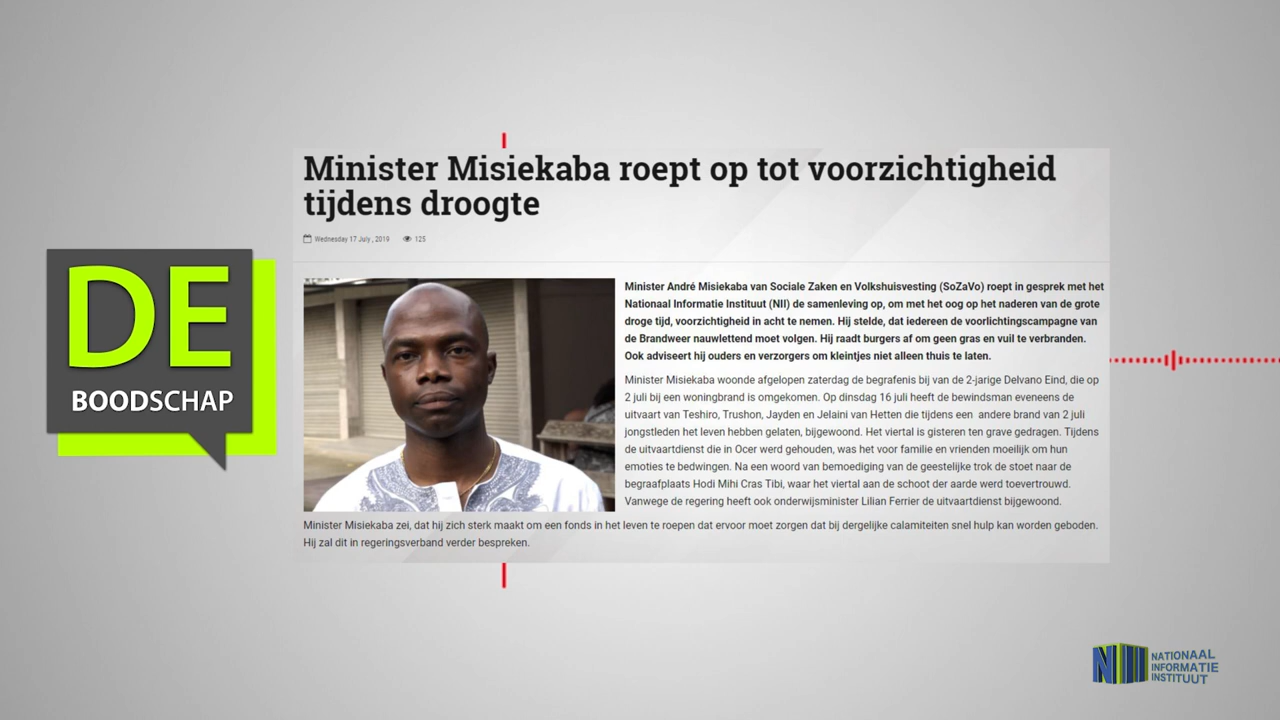 Minister Misiekaba roept op tot voorzichtigheid
tijdens droogte
Wednesday 17 July , 2019 125
DE
BOODSCHAP
Minister André Misiekaba van Sociale Zaken en Volkshuisvesting (SoZaVo) roept in gesprek met het
Nationaal Informatie Instituut (NII) de samenleving op, om met het oog op het naderen van de grote
droge tijd, voorzichtigheid in acht te nemen. Hij stelde, dat iedereen de voorlichtingscampagne van
de Brandweer nauwlettend moet volgen. Hij raadt burgers af om geen gras en vuil te verbranden.
Ook adviseert hij ouders en verzorgers om kleintjes niet alleen thuis te laten.
Minister Misiekaba woonde afgelopen zaterdag de begrafenis bij van de 2-jarige Delvano Eind, die op
2 juli bij een woningbrand is omgekomen. Op dinsdag 16 juli heeft de bewindsman eveneens de
uitvaart van Teshiro, Trushon, Jayden en Jelaini van Hetten die tijdens een andere brand van 2 juli
jongstleden het leven hebben gelaten, bijgewoond. Het viertal is gisteren ten grave gedragen. Tijdens
de uitvaartdienst die in Ocer werd gehouden, was het voor familie en vrienden moeilijk om hun
emoties te bedwingen. Na een woord van bemoediging van de geestelijke trok de stoet naar de
begraafplaats Hodi Mihi Cras Tibi, waar het viertal aan de schoot der aarde werd toevertrouwd.
Vanwege de regering heeft ook onderwijsminister Lilian Ferrier de uitvaartdienst bijgewoond.
Minister Misiekaba zei, dat hij zich sterk maakt om een fonds in het leven te roepen dat ervoor moet zorgen dat bij dergelijke calamiteiten snel hulp kan worden geboden.
Hij zal dit in regeringsverband verder bespreken.
NII NATIONAAL
INFORMATIE
INSTITUUT